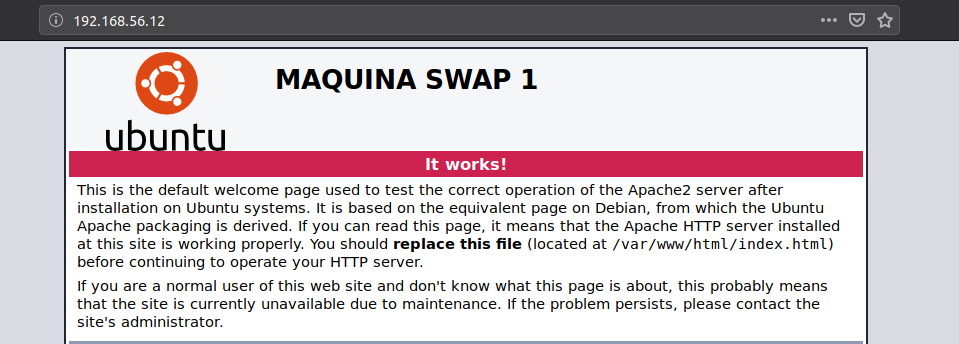 192.168.56.12
ubuntu
MAQUINA SWAP 1
It works!
This is the default welcome page used to test the correct operation of the Apache2 server after
installation on Ubuntu systems. It is based on the equivalent page on Debian, from which the Ubuntu
Apache packaging is derived. If you can read this page, it means that the Apache HTTP server installed
at this site is working properly. You should replace this file (located at /var/www/html/index.html)
before continuing to operate your HTTP server.
If you are a normal user of this web site and don't know what this page is about, this probably means
that the site is currently unavailable due to maintenance. If the problem persists, please contact the
site's administrator.